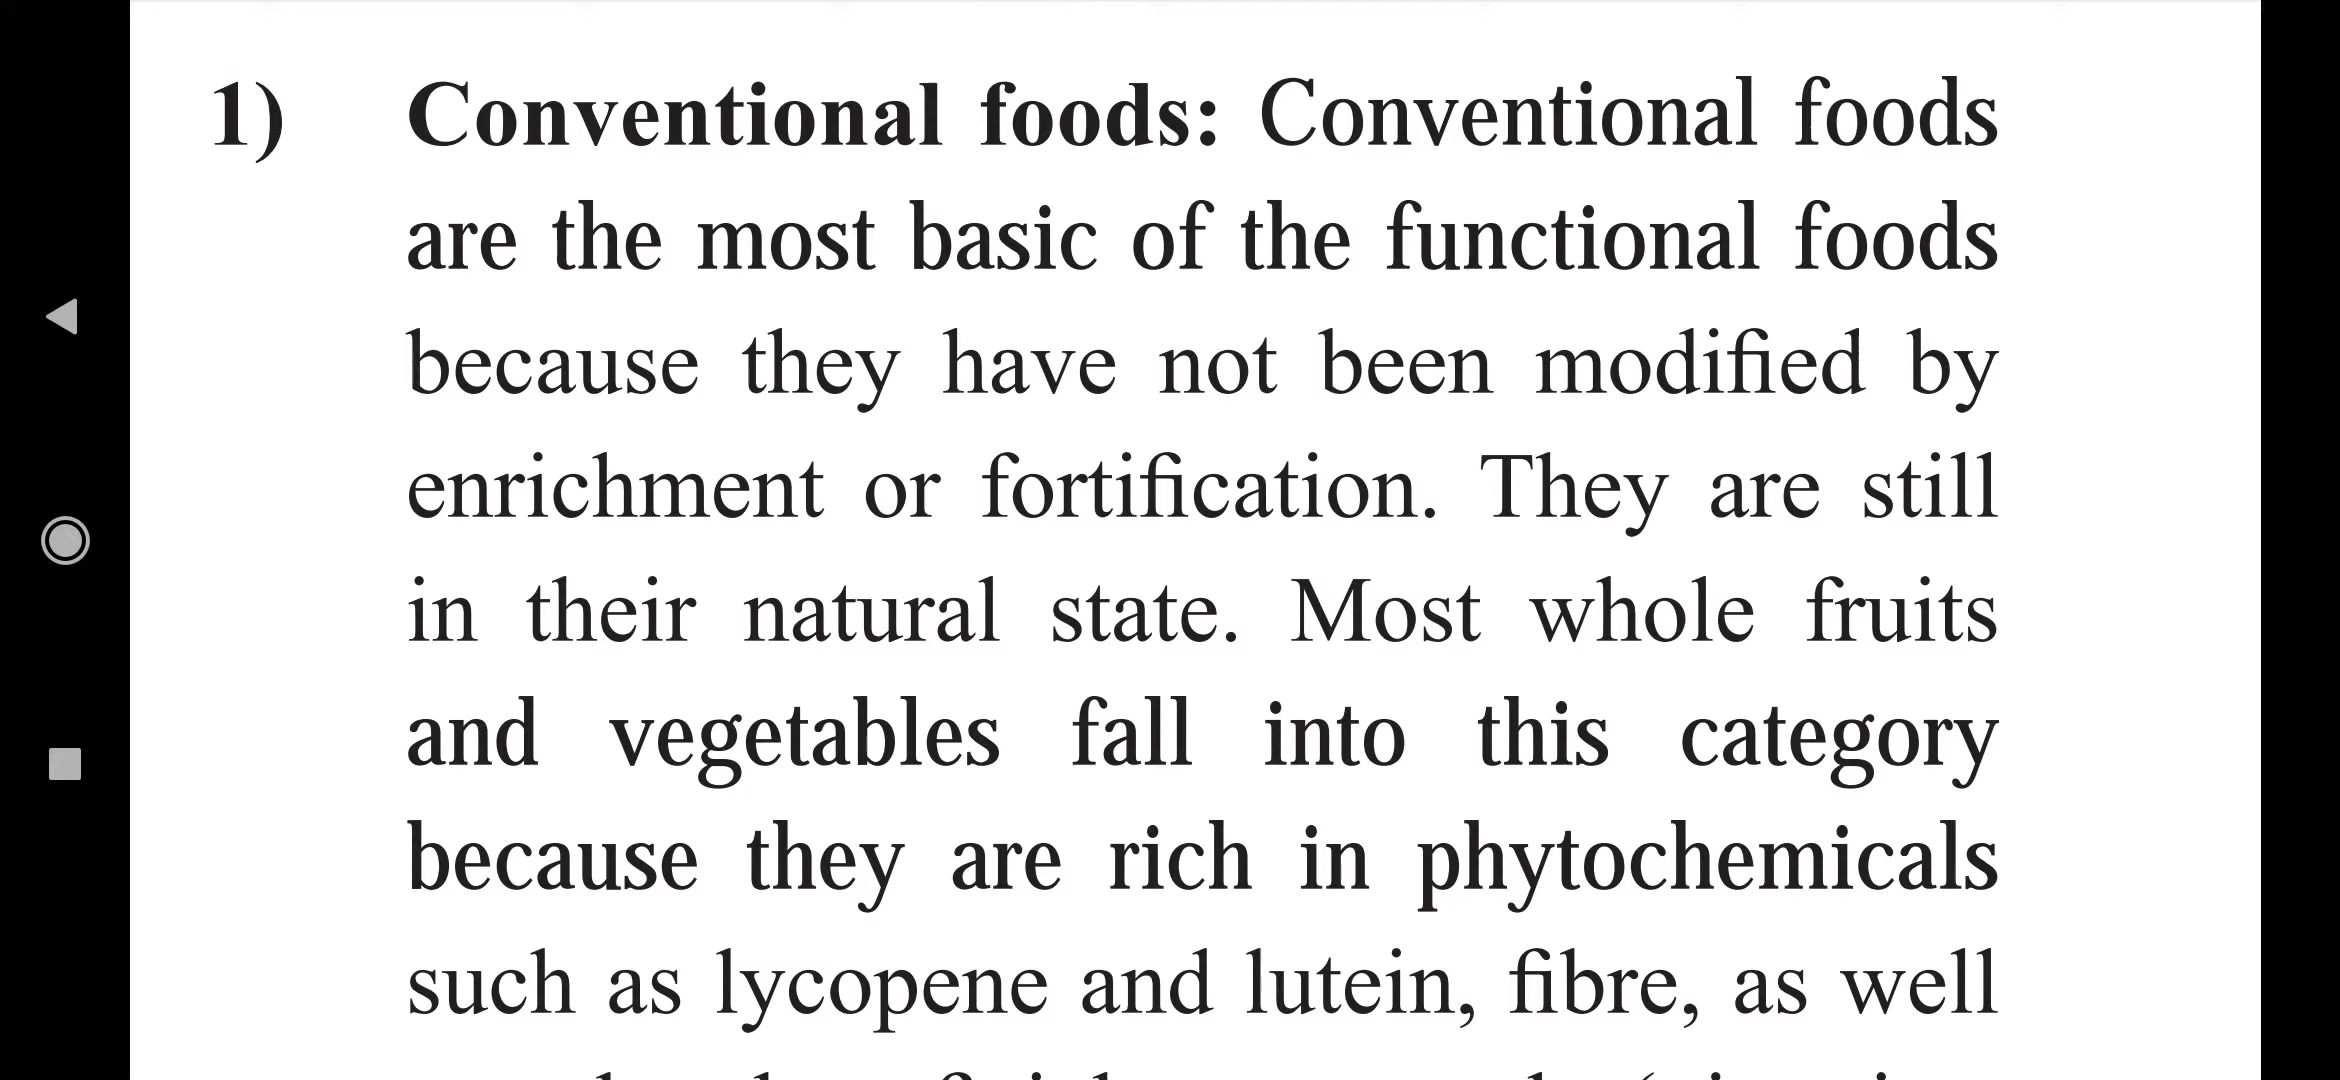 1) Conventional foods: Conventional foods
are the most basic of the functional foods
because they have not been modified by
enrichment or fortification. They are still
in their natural state. Most whole fruits
and vegetables fall into this category
because they are rich in phytochemicals
such as lycopene and lutein, fibre, as well